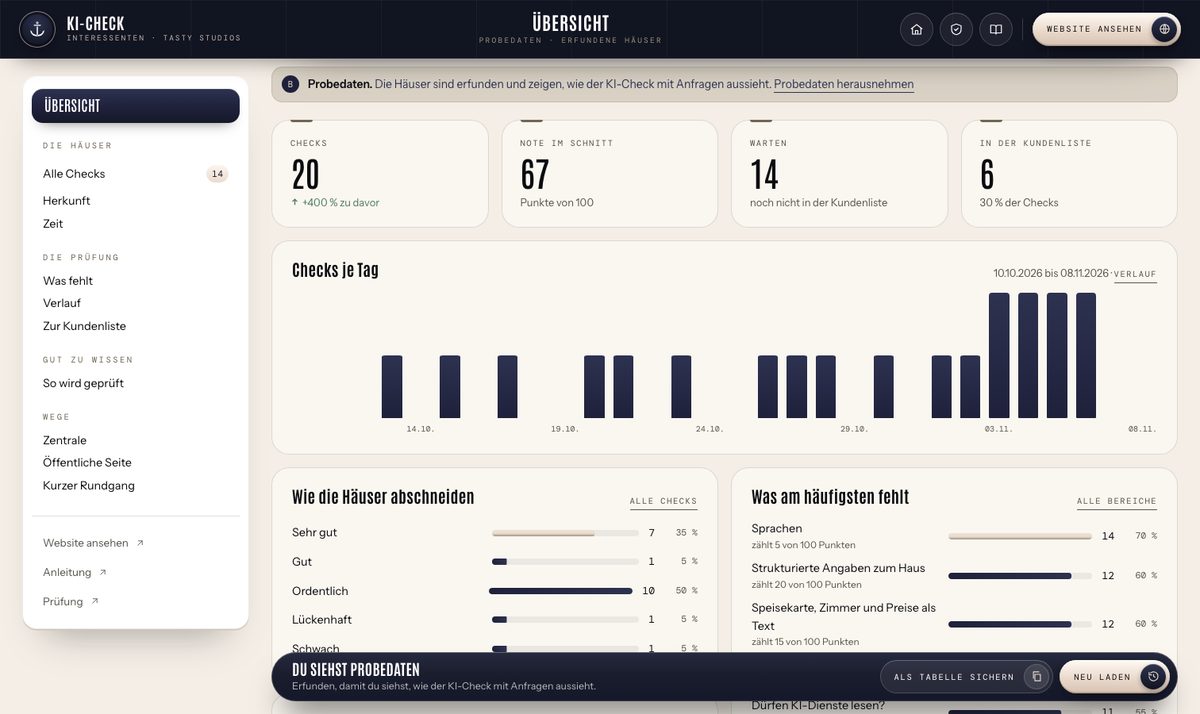 KI-CHECK
INTERESSENTEN · TASTY STUDIOS
ÜBERSICHT
PROBEDATEN · ERFUNDENE HÄUSER
WEBSITE ANSEHEN
ÜBERSICHT
DIE HÄUSER
Alle Checks 14
Herkunft
Zeit
DIE PRÜFUNG
Was fehlt
Verlauf
Zur Kundenliste
GUT ZU WISSEN
So wird geprüft
WEGE
Zentrale
Öffentliche Seite
Kurzer Rundgang
Website ansehen ↗
Anleitung ↗
Prüfung ↗
B Probedaten. Die Häuser sind erfunden und zeigen, wie der KI-Check mit Anfragen aussieht. Probedaten herausnehmen
CHECKS
20
↑ +400 % zu davor
NOTE IM SCHNITT
67
Punkte von 100
WARTEN
14
noch nicht in der Kundenliste
IN DER KUNDENLISTE
6
30 % der Checks
Checks je Tag
10.10.2026 bis 08.11.2026 · VERLAUF
14.10. 19.10. 24.10. 29.10. 03.11. 08.11.
Wie die Häuser abschneiden
ALLE CHECKS
Sehr gut 7 35 %
Gut 1 5 %
Ordentlich 10 50 %
Lückenhaft 1 5 %
Schwach 1 5 %
Was am häufigsten fehlt
ALLE BEREICHE
Sprachen 14 70 %
zählt 5 von 100 Punkten
Strukturierte Angaben zum Haus 12 60 %
zählt 20 von 100 Punkten
Speisekarte, Zimmer und Preise als
Text 12 60 %
zählt 15 von 100 Punkten
DU SIEHST PROBEDATEN
Erfunden, damit du siehst, wie der KI-Check mit Anfragen aussieht.
ALS TABELLE SICHERN
NEU LADEN
Dürfen KI-Dienste lesen? 11 55 %